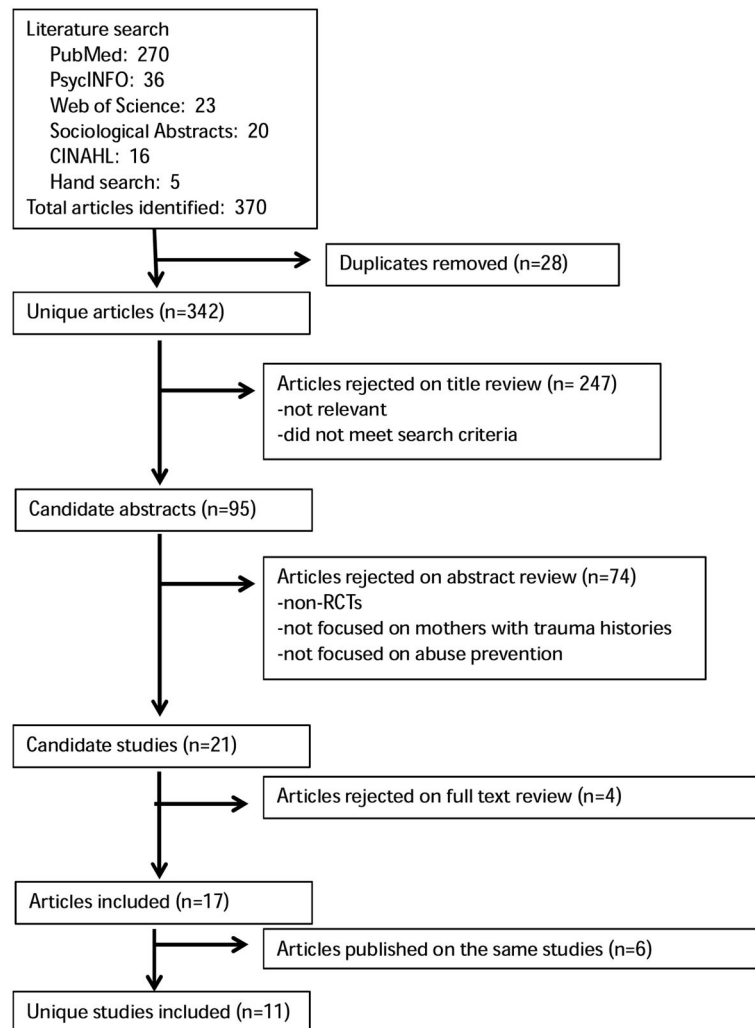 Literature search
PubMed: 270
PsycINFO: 36
Web of Science: 23
Sociological Abstracts: 20
CINAHL: 16
Hand search: 5
Total articles identified: 370
Duplicates removed (n=28)
Unique articles (n=342)
Articles rejected on title review (n= 247)
-not relevant
-did not meet search criteria
Candidate abstracts (n=95)
Articles rejected on abstract review (n=74)
-non-RCTs
-not focused on mothers with trauma histories
-not focused on abuse prevention
Candidate studies (n=21)
Articles rejected on full text review (n=4)
Articles included (n=17)
Articles published on the same studies (n=6)
Unique studies included (n=11)